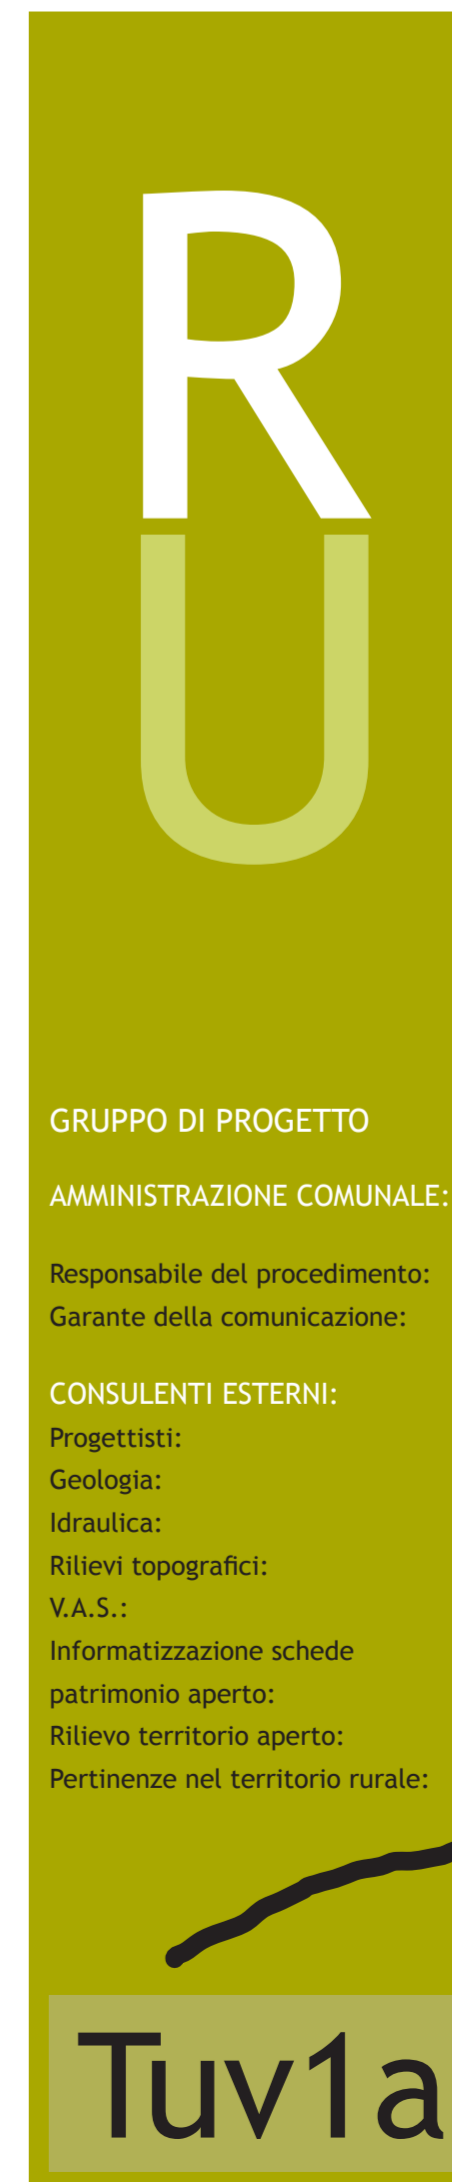 R
U
GRUPPO DI PROGETTO
AMMINISTRAZIONE COMUNALE:
Responsabile del procedimento:
Garante della comunicazione:
CONSULENTI ESTERNI:
Progettisti:
Geologia:
Idraulica:
Rilievi topografici:
V.A.S.:
Informatizzazione schede
patrimonio aperto:
Rilievo territorio aperto:
Pertinenze nel territorio rurale:
Tuv1a